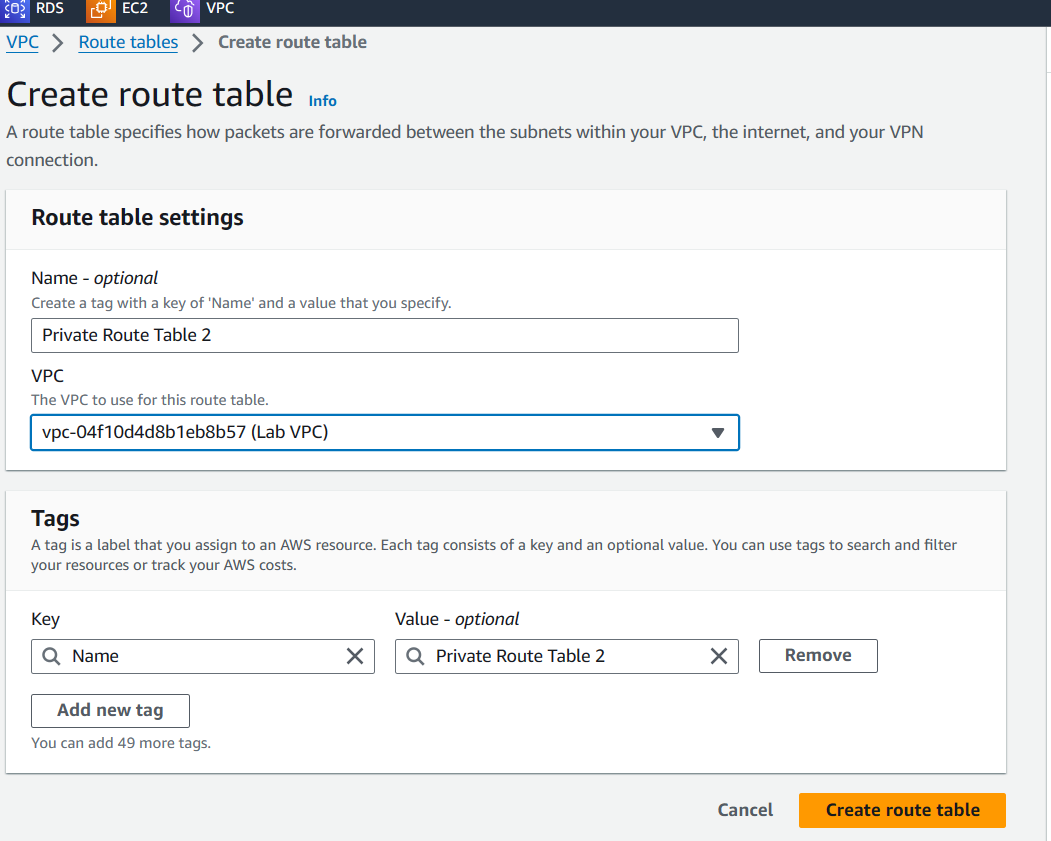 RDS EC2 VPC
VPC > Route tables > Create route table
Create route table Info
A route table specifies how packets are forwarded between the subnets within your VPC, the internet, and your VPN
connection.
Route table settings
Name - optional
Create a tag with a key of 'Name' and a value that you specify.
Private Route Table 2
VPC
The VPC to use for this route table.
vpc-04f10d4d8b1eb8b57 (Lab VPC)
Tags
A tag is a label that you assign to an AWS resource. Each tag consists of a key and an optional value. You can use tags to search and filter
your resources or track your AWS costs.
Key Value - optional
Name Private Route Table 2 Remove
Add new tag
You can add 49 more tags.
Cancel Create route table